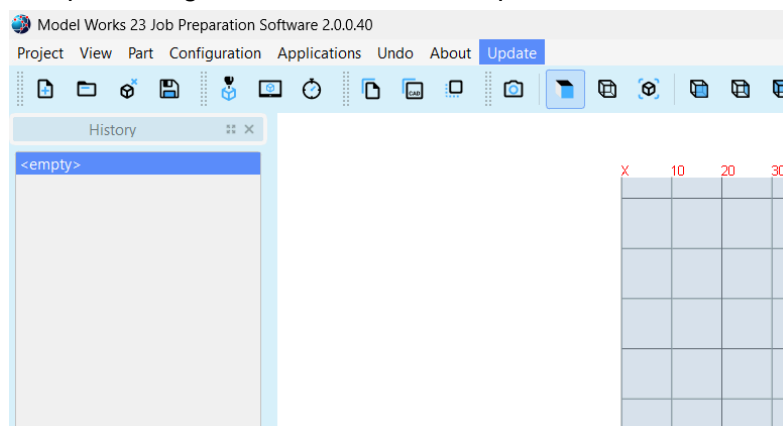 Model Works 23 Job Preparation Software 2.0.0.40
Project View Part Configuration Applications Undo About Update
CAD
History
<empty>
X 10 20 30